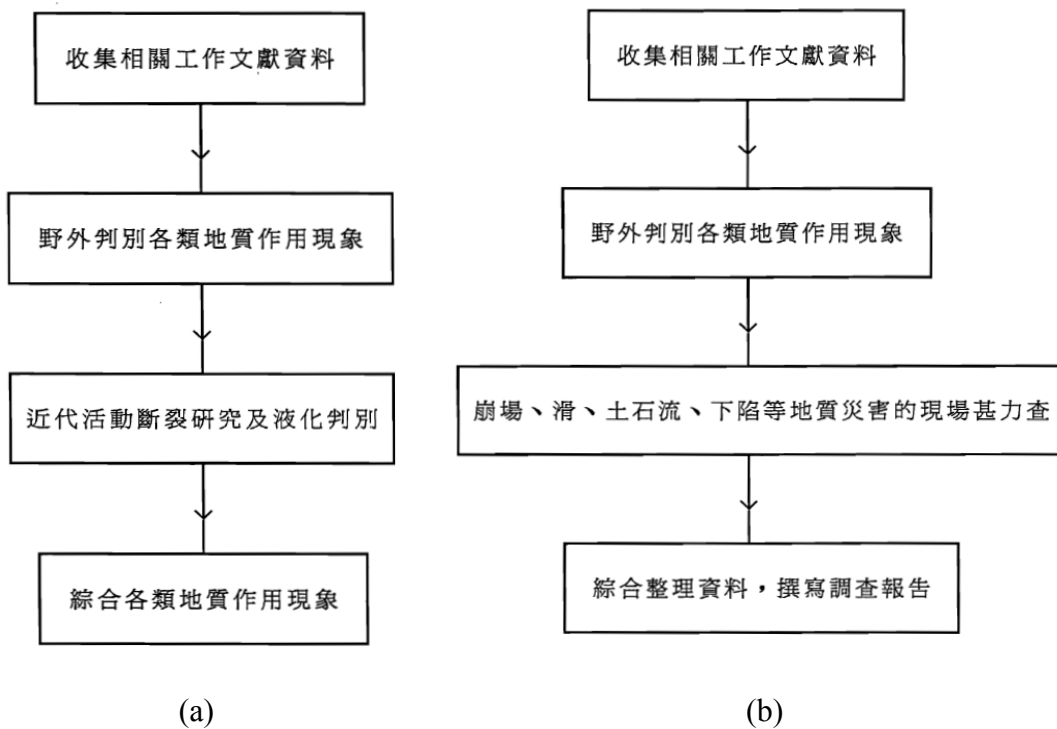 收集相關工作文獻資料
野外判別各類地質作用現象
近代活動斷裂研究及液化判別
綜合各類地質作用現象
(a)
收集相關工作文獻資料
野外判別各類地質作用現象
崩場、滑、土石流、下陷等地質災害的現場甚力查
綜合整理資料，撰寫調查報告
(b)